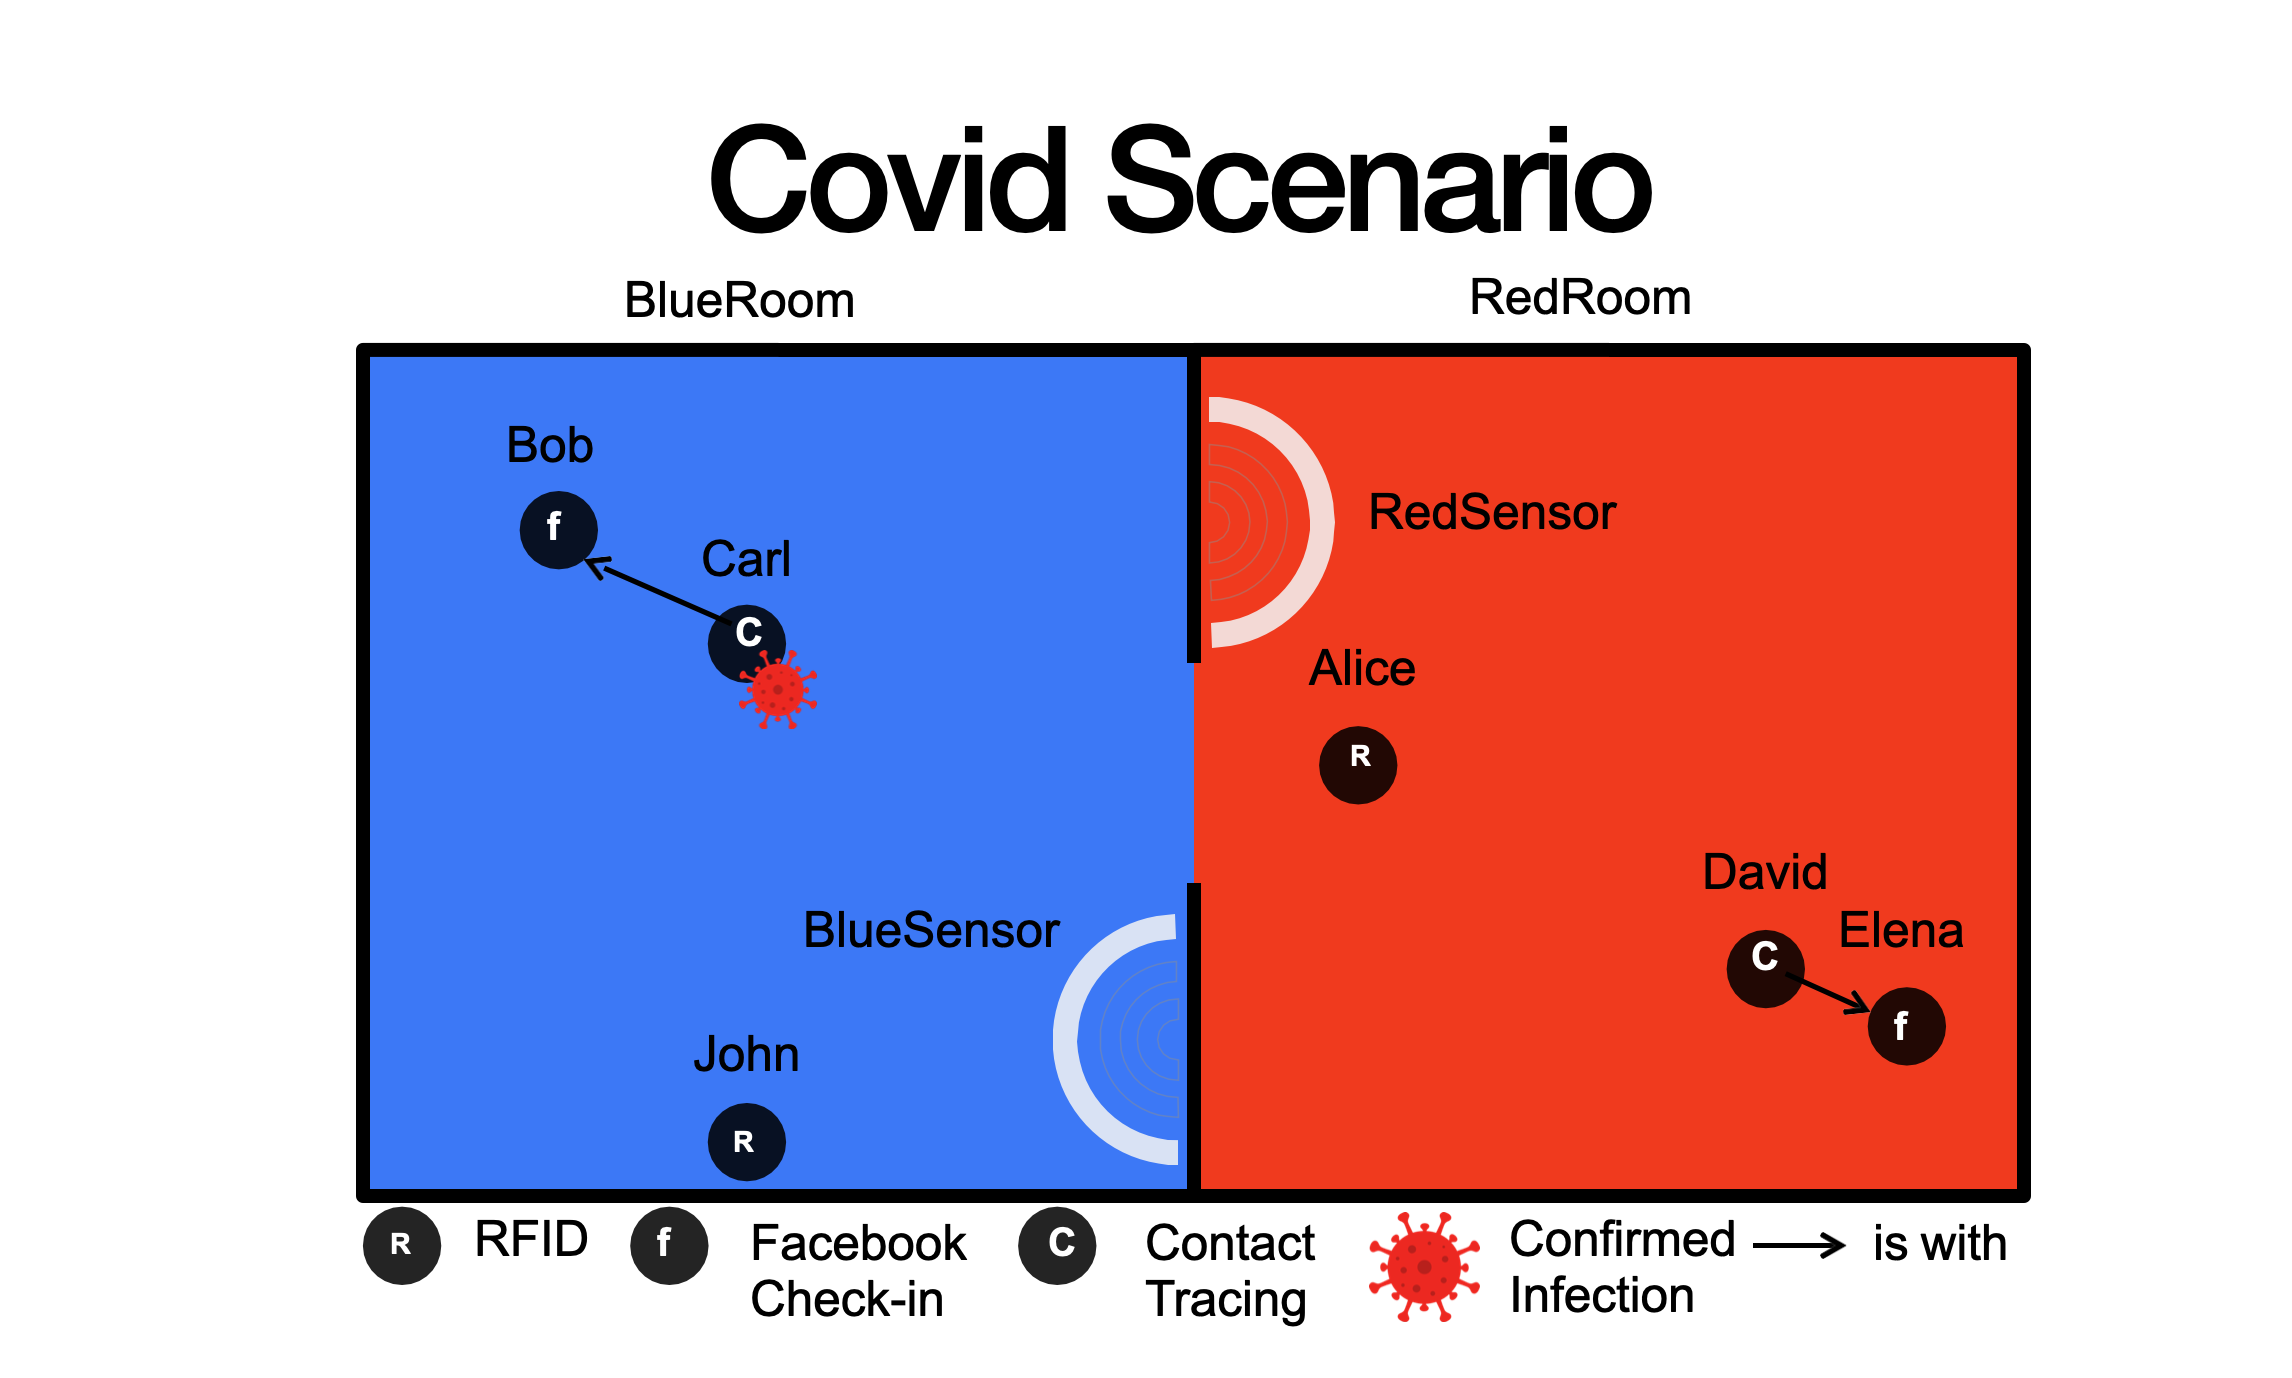 Covid Scenario
BlueRoom
RedRoom
Bob
f
Carl
C
RedSensor
Alice
R
David
C
Elena
f
BlueSensor
John
R
R
RFID
f
Facebook
Check-in
C
Contact
Tracing
Confirmed
Infection
is with